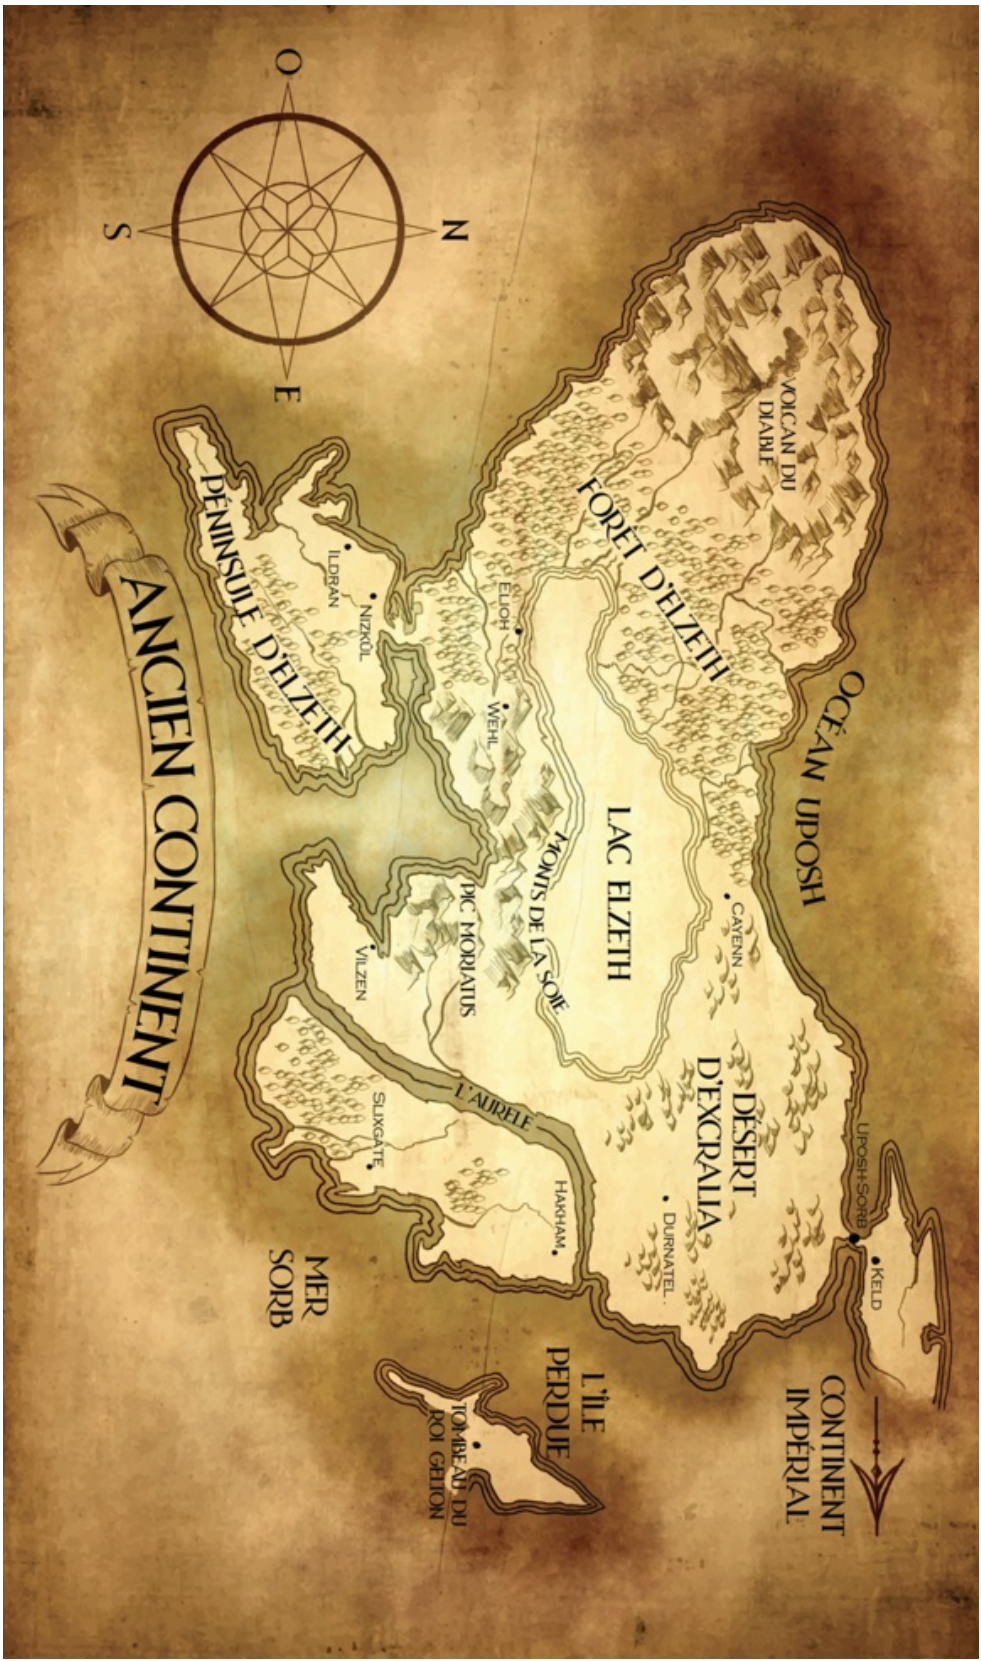 O
N
S
E
VOLCAN DU
DIABLE
FORÊT D'ELZETH
OCÉAN UPOSH
ELIOH
WEHL
LAC ELZETH
MONTS DE LA SOIE
PIC MORIATUS
CAYENN
DÉSERT
D'EXCRALIA
DURNATEL
UPOSH-SORB
KELD
CONTINENT
IMPÉRIAL
ILDRAN
NIZKÜL
PÉNINSULE D'ELZETH
VILZEN
L'AURELE
SLIXGATE
HAKHAM
MER
SORB
L'ÎLE
PERDUE
TOMBEAU DU
ROI GELION
ANCIEN CONTINENT